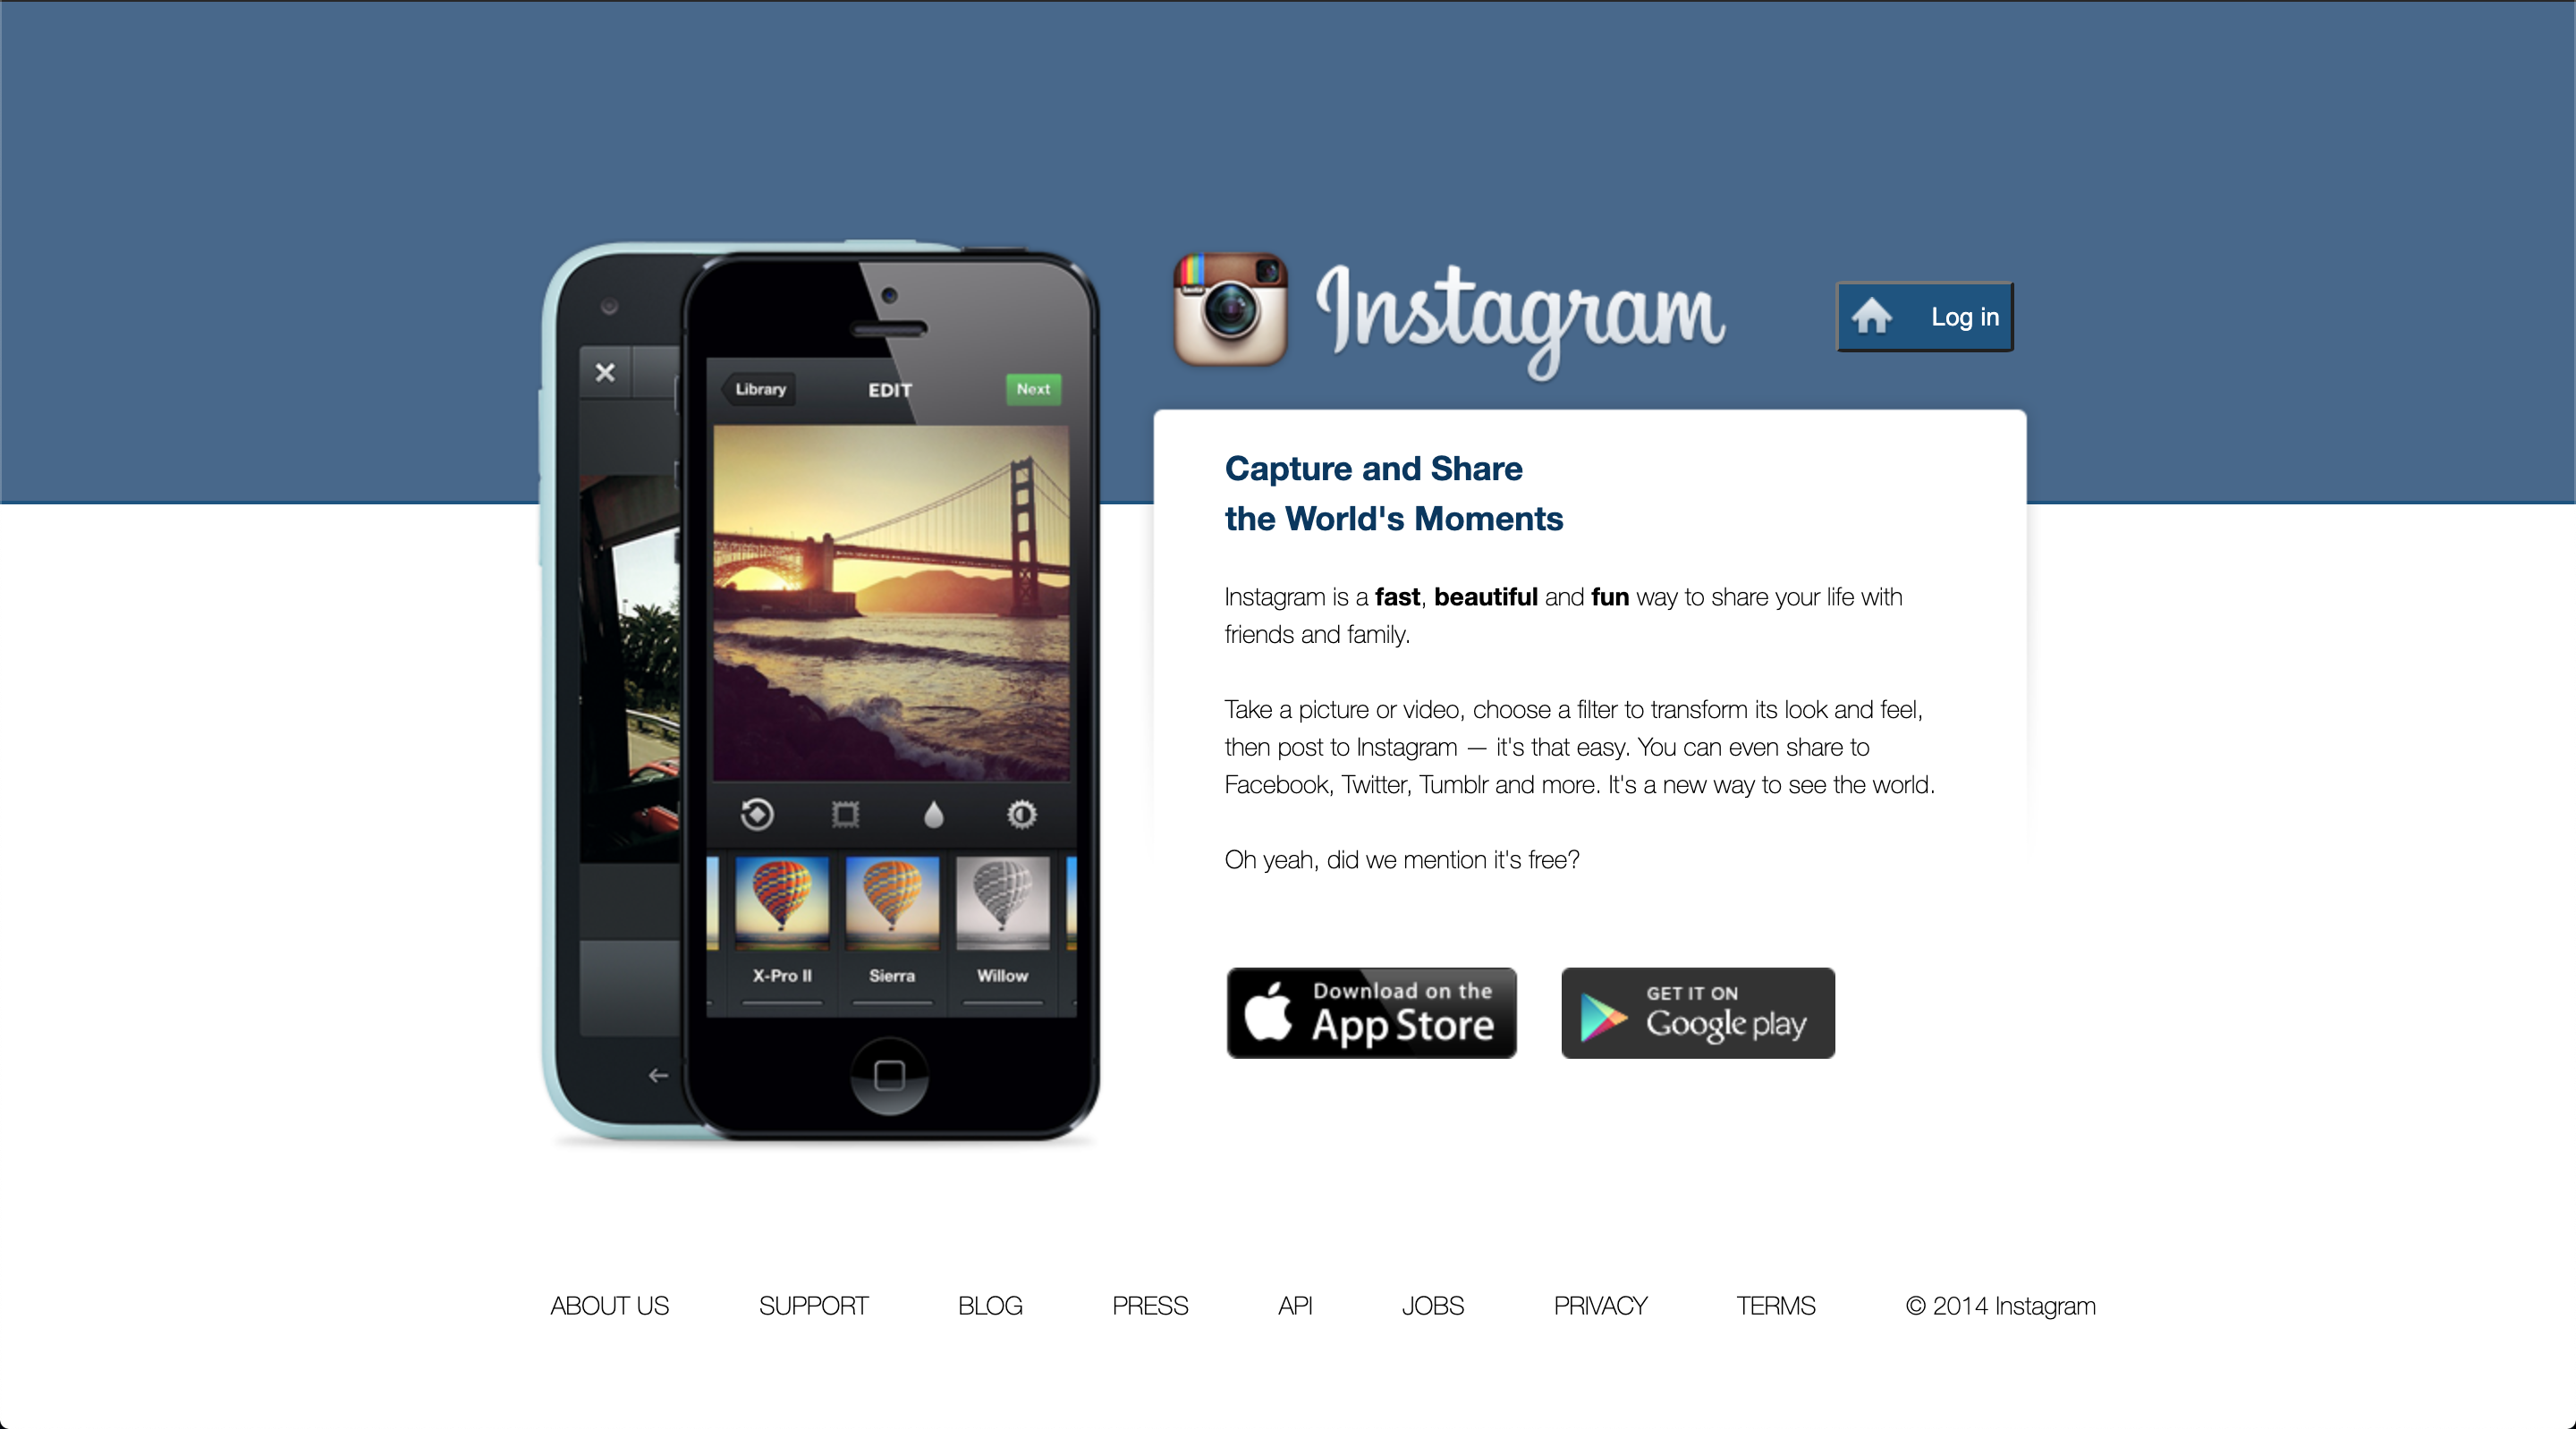 Instagram
Log in
Library
EDIT
Next
X-Pro II
Sierra
Willow
Capture and Share
the World's Moments
Instagram is a fast, beautiful and fun way to share your life with
friends and family.
Take a picture or video, choose a filter to transform its look and feel,
then post to Instagram — it's that easy. You can even share to
Facebook, Twitter, Tumblr and more. It's a new way to see the world.
Oh yeah, did we mention it's free?
Download on the
App Store
GET IT ON
Google play
ABOUT US SUPPORT BLOG PRESS API JOBS PRIVACY TERMS © 2014 Instagram